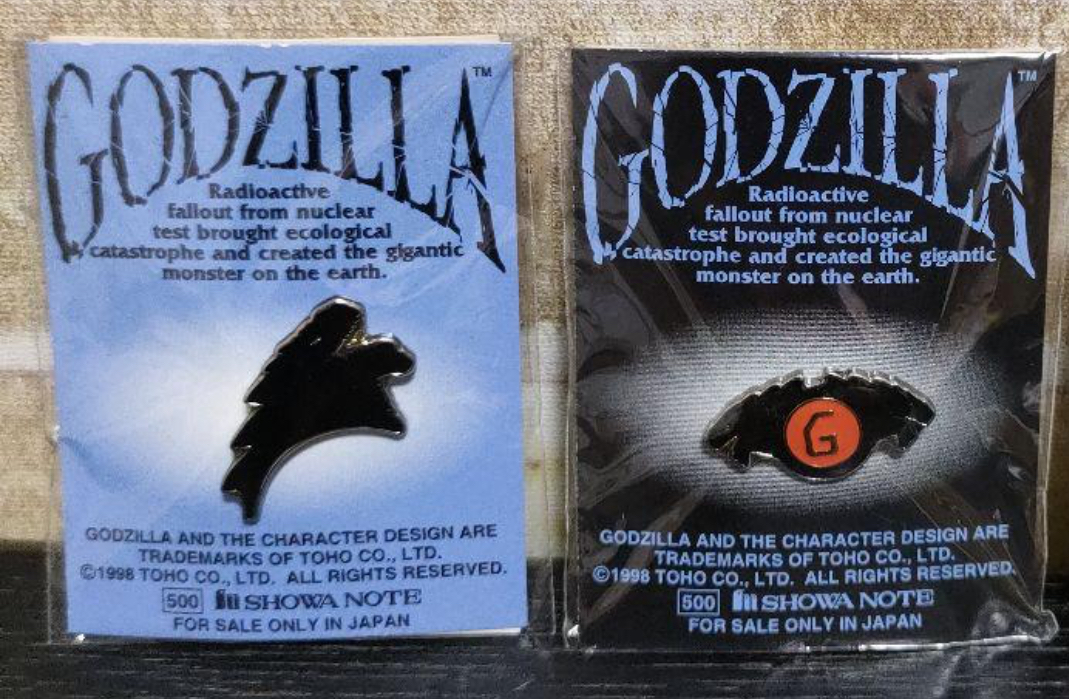 GODZILLA™
Radioactive
fallout from nuclear
test brought ecological
catastrophe and created the gigantic
monster on the earth.
GODZILLA AND THE CHARACTER DESIGN ARE
TRADEMARKS OF TOHO CO., LTD.
©1998 TOHO CO., LTD. ALL RIGHTS RESERVED.
500 SHOWA NOTE
FOR SALE ONLY IN JAPAN
GODZILLA™
Radioactive
fallout from nuclear
test brought ecological
catastrophe and created the gigantic
monster on the earth.
G
GODZILLA AND THE CHARACTER DESIGN ARE
TRADEMARKS OF TOHO CO., LTD.
©1998 TOHO CO., LTD. ALL RIGHTS RESERVED.
500 SHOWA NOTE
FOR SALE ONLY IN JAPAN